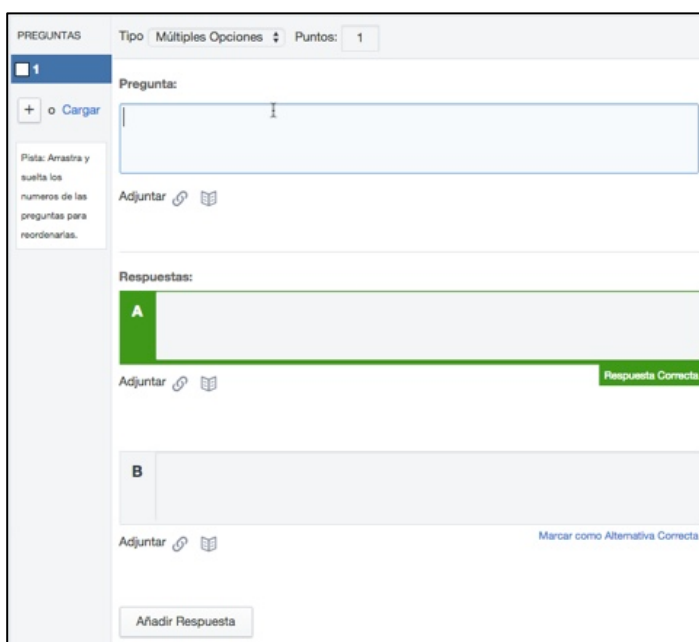 PREGUNTAS
1
+ o Cargar
Pista: Arrastra y
suelta los
numeros de las
preguntas para
reordenarlas.
Tipo Múltiples Opciones Puntos: 1
Pregunta:
Adjuntar
Respuestas:
A
Respuesta Correcta
Adjuntar
B
Marcar como Alternativa Correcta
Adjuntar
Añadir Respuesta